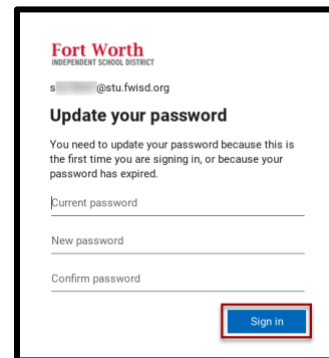 Fort Worth
INDEPENDENT SCHOOL DISTRICT
s @stu.fwisd.org
Update your password
You need to update your password because this is
the first time you are signing in, or because your
password has expired.
Current password
New password
Confirm password
Sign in